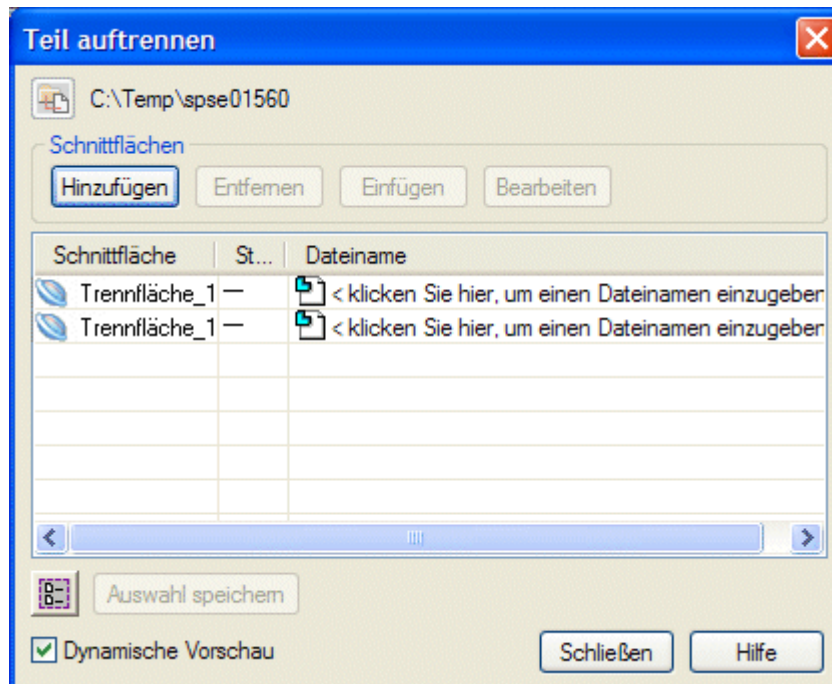 Teil auftrennen
C:\Temp\spse01560
Schnittflächen
Hinzufügen Entfernen Einfügen Bearbeiten
Schnittfläche St... Dateiname
Trennfläche_1 — < klicken Sie hier, um einen Dateinamen einzugeben
Trennfläche_1 — < klicken Sie hier, um einen Dateinamen einzugeben
Auswahl speichern
Dynamische Vorschau Schließen Hilfe